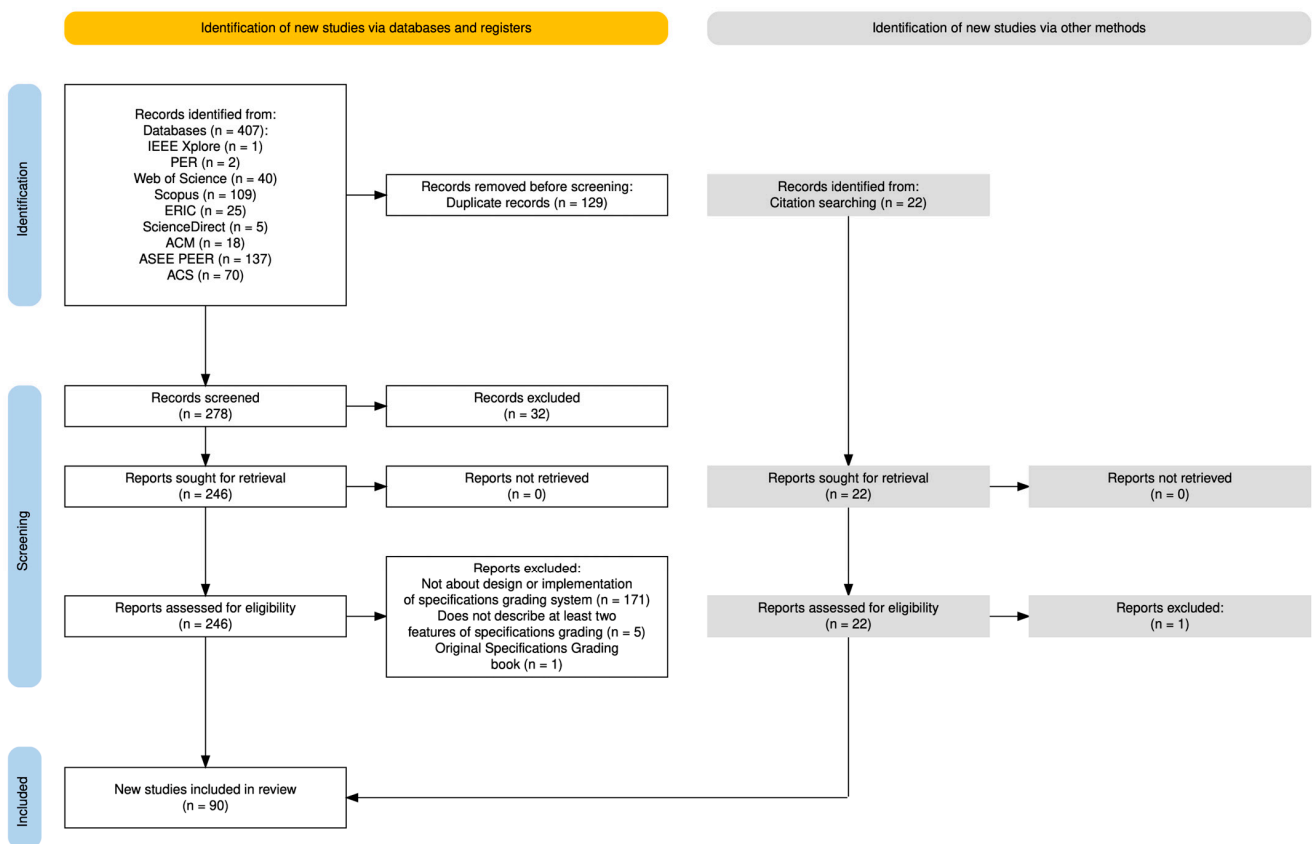 Identification of new studies via databases and registers
Identification of new studies via other methods
Identification
Records identified from:
Databases (n = 407):
IEEE Xplore (n = 1)
PER (n = 2)
Web of Science (n = 40)
Scopus (n = 109)
ERIC (n = 25)
ScienceDirect (n = 5)
ACM (n = 18)
ASEE PEER (n = 137)
ACS (n = 70)
Records removed before screening:
Duplicate records (n = 129)
Records identified from:
Citation searching (n = 22)
Screening
Records screened
(n = 278)
Records excluded
(n = 32)
Reports sought for retrieval
(n = 246)
Reports not retrieved
(n = 0)
Reports sought for retrieval
(n = 22)
Reports not retrieved
(n = 0)
Reports assessed for eligibility
(n = 246)
Reports excluded:
Not about design or implementation
of specifications grading system (n = 171)
Does not describe at least two
features of specifications grading (n = 5)
Original Specifications Grading
book (n = 1)
Reports assessed for eligibility
(n = 22)
Reports excluded:
(n = 1)
Included
New studies included in review
(n = 90)